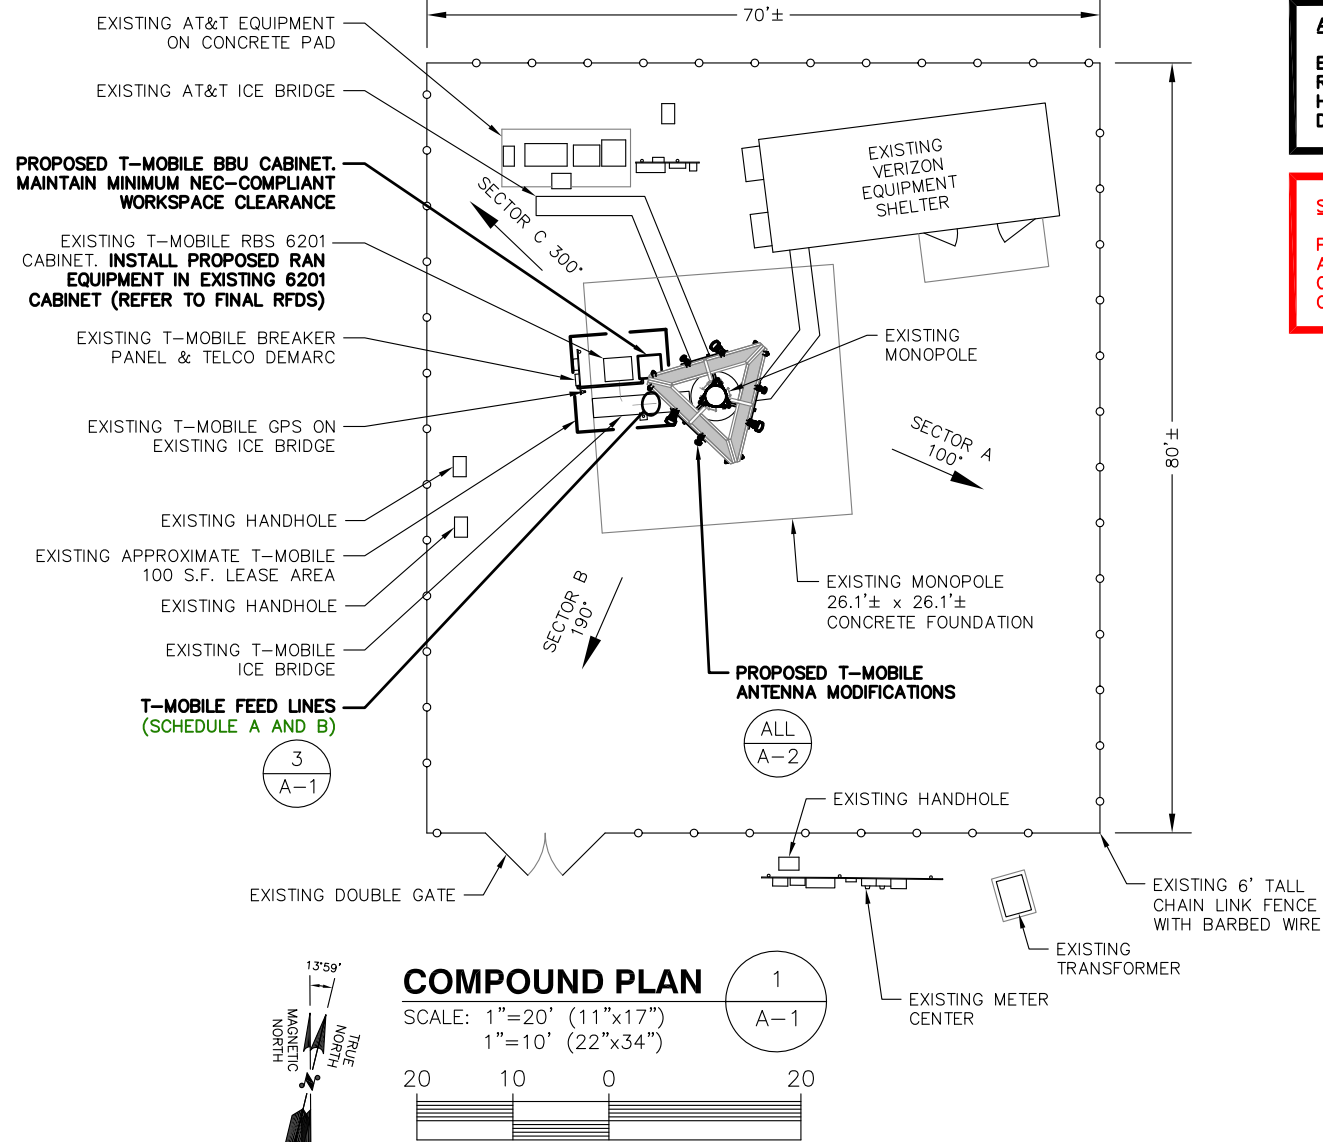 70'±
EXISTING AT&T EQUIPMENT
ON CONCRETE PAD
EXISTING AT&T ICE BRIDGE
PROPOSED T-MOBILE BBU CABINET.
MAINTAIN MINIMUM NEC-COMPLIANT
WORKSPACE CLEARANCE
EXISTING T-MOBILE RBS 6201
CABINET. INSTALL PROPOSED RAN
EQUIPMENT IN EXISTING 6201
CABINET (REFER TO FINAL RFDS)
EXISTING T-MOBILE BREAKER
PANEL & TELCO DEMARC
EXISTING T-MOBILE GPS ON
EXISTING ICE BRIDGE
EXISTING HANDHOLE
EXISTING APPROXIMATE T-MOBILE
100 S.F. LEASE AREA
EXISTING HANDHOLE
EXISTING T-MOBILE
ICE BRIDGE
T-MOBILE FEED LINES
(SCHEDULE A AND B)
3
A-1
SECTOR C 300°
EXISTING
VERIZON
EQUIPMENT
SHELTER
EXISTING
MONOPOLE
SECTOR A
100°
80'±
SECTOR B
190°
EXISTING MONOPOLE
26.1'± x 26.1'±
CONCRETE FOUNDATION
PROPOSED T-MOBILE
ANTENNA MODIFICATIONS
ALL
A-2
EXISTING HANDHOLE
EXISTING DOUBLE GATE
EXISTING 6' TALL
CHAIN LINK FENCE
WITH BARBED WIRE
EXISTING
TRANSFORMER
EXISTING METER
CENTER
13°59'
MAGNETIC
NORTH
TRUE
NORTH
N
COMPOUND PLAN
1
A-1
SCALE: 1"=20' (11"x17")
1"=10' (22"x34")
20 10 0 20